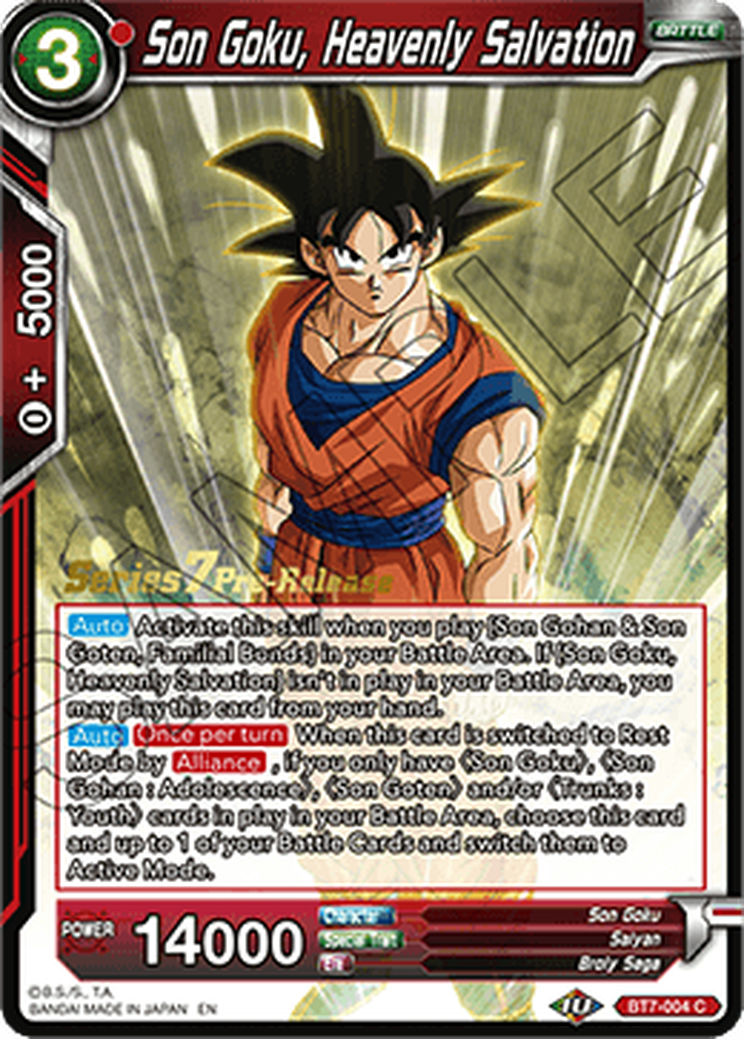 3
Son Goku, Heavenly Salvation
BATTLE
0 + 5000
SAMPLE
Series 7 Pre-Release
Auto Activate this skill when you play [Son Gohan & Son
Goten, Familial Bonds] in your Battle Area. If [Son Goku,
Heavenly Salvation] isn't in play in your Battle Area, you
may play this card from your hand.
Auto Once per turn When this card is switched to Rest
Mode by Alliance , if you only have 《Son Goku》, 《Son
Gohan : Adolescence》, 《Son Goten》 and/or 《Trunks :
Youth》 cards in play in your Battle Area, choose this card
and up to 1 of your Battle Cards and switch them to
Active Mode.
POWER 14000
Character Son Goku
Special Trait Saiyan
Era Broly Saga
©B.S./S., T.A.
BANDAI MADE IN JAPAN EN
BT7-004 C